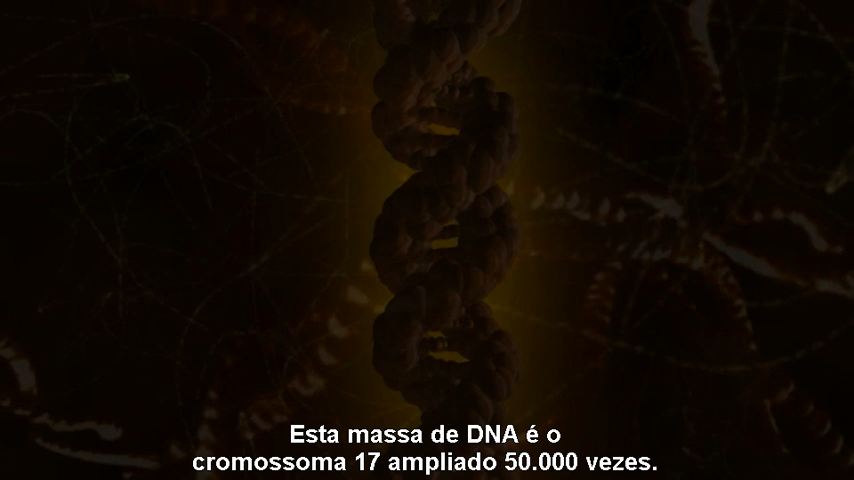 Esta massa de DNA é o
cromossoma 17 ampliado 50.000 vezes.